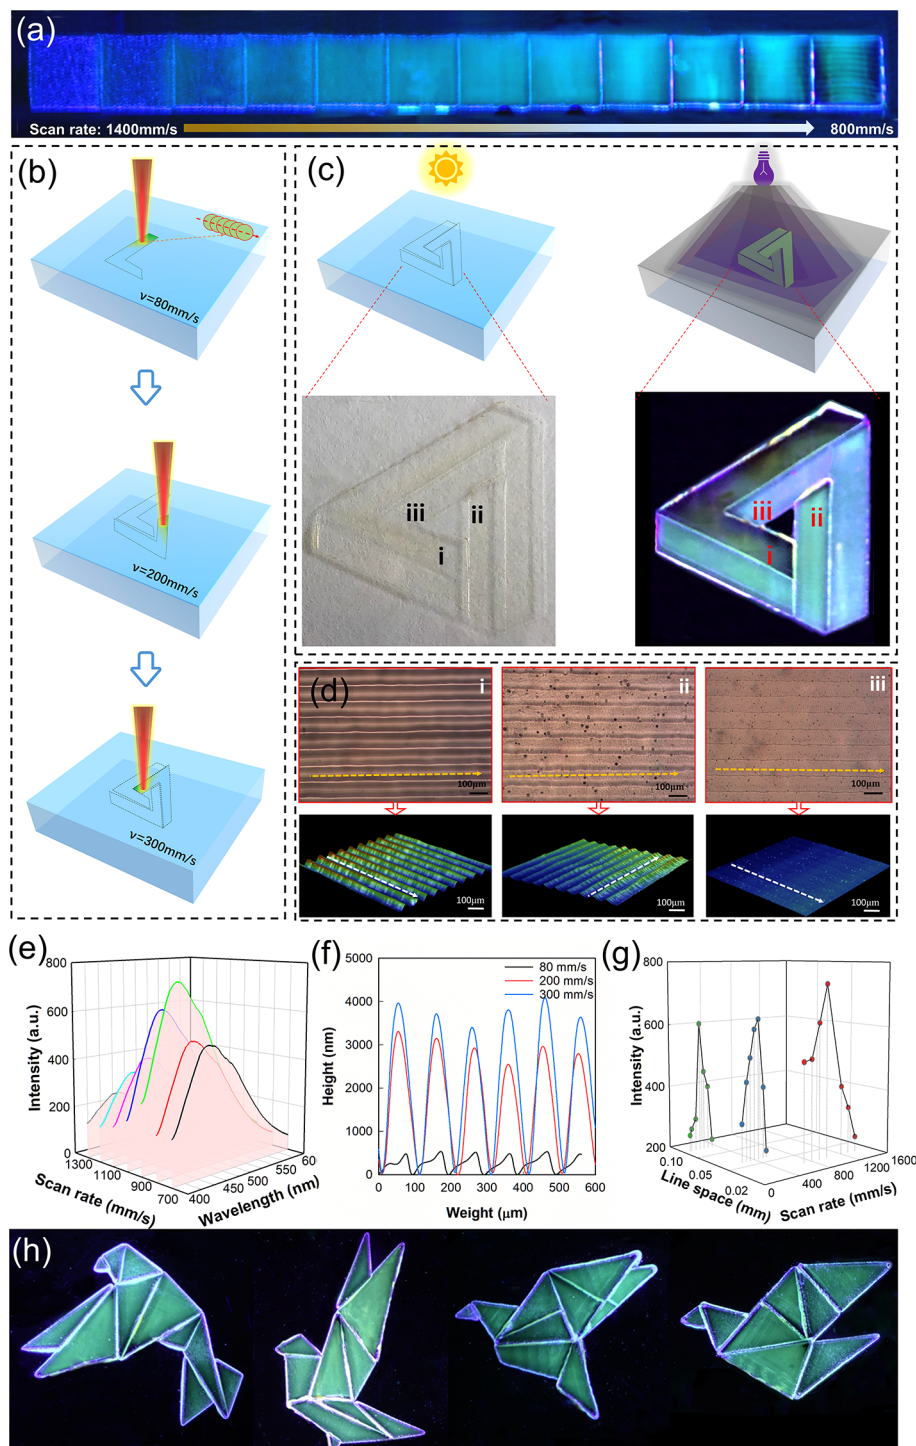 (a)
Scan rate: 1400mm/s
800mm/s
(b)
v=80mm/s
v=200mm/s
v=300mm/s
(c)
iii
ii
i
iii
ii
i
(d)
i
ii
iii
100μm
100μm
100μm
100μm
100μm
100μm
(e)
800
600
400
200
0
Intensity (a.u.)
1300
1100
900
700
Scan rate (mm/s)
400
450
500
550
60
Wavelength (nm)
(f)
80 mm/s
200 mm/s
300 mm/s
5000
4000
3000
2000
1000
0
Height (nm)
0
100
200
300
400
500
600
Weight (μm)
(g)
800
600
400
200
Intensity (a.u.)
0.10
0.05
0.02
Line space (mm)
0
400
800
1200
1600
Scan rate (mm/s)
(h)